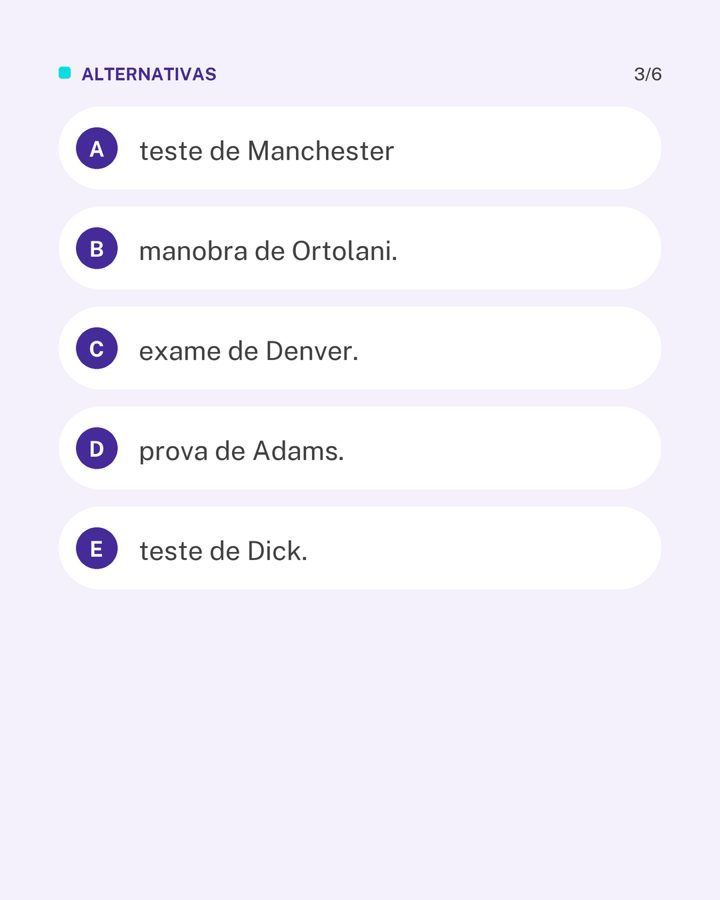 ALTERNATIVAS
3/6
A teste de Manchester
B manobra de Ortolani.
C exame de Denver.
D prova de Adams.
E teste de Dick.